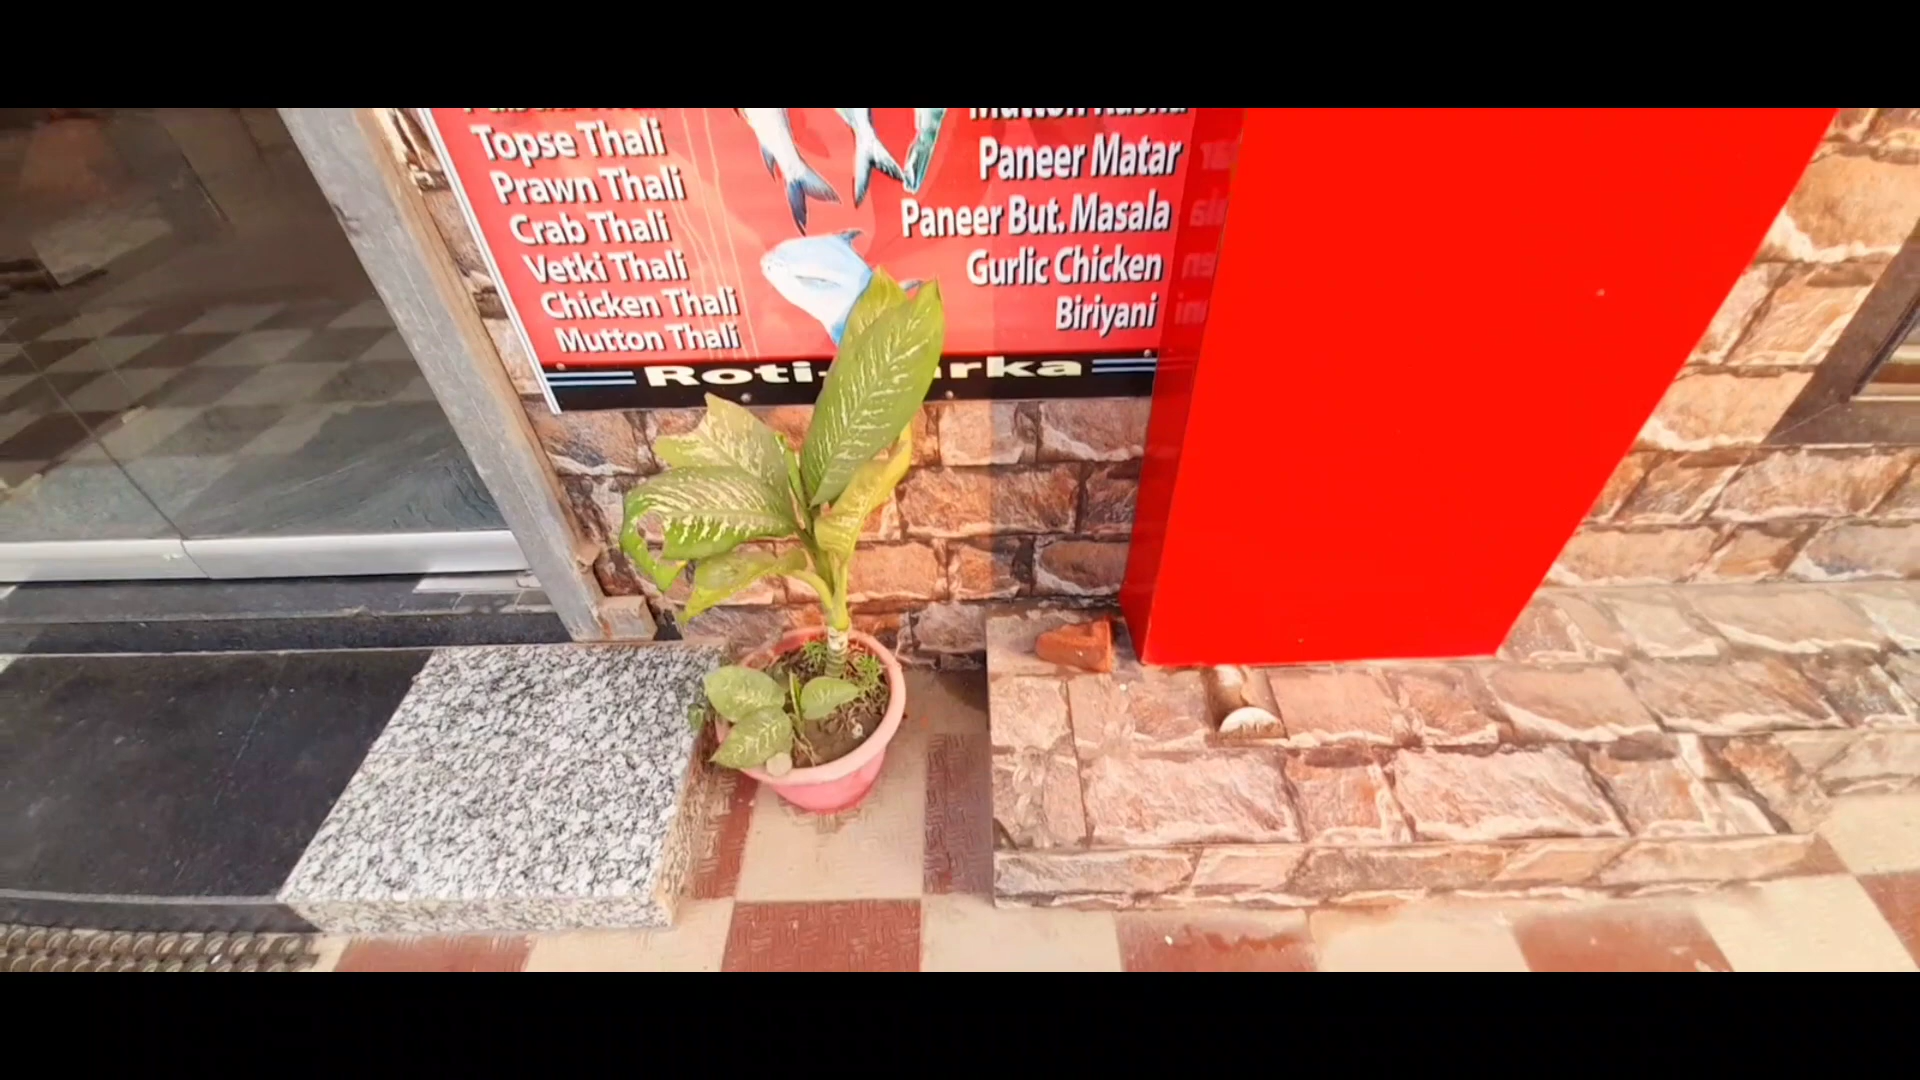 Topse Thali
Prawn Thali
Crab Thali
Vetki Thali
Chicken Thali
Mutton Thali
Paneer Matar
Paneer But. Masala
Gurlic Chicken
Biriyani
Roti-